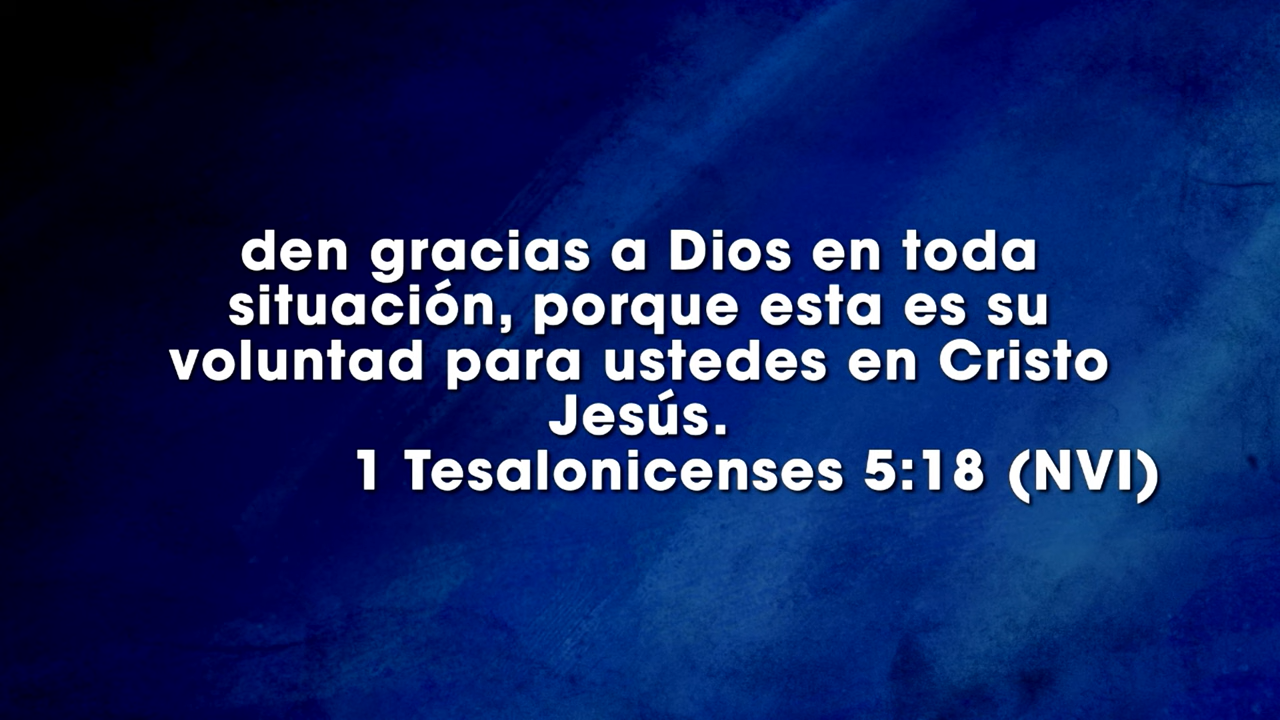 den gracias a Dios en toda
situación, porque esta es su
voluntad para ustedes en Cristo
Jesús.
1 Tesalonicenses 5:18 (NVI)